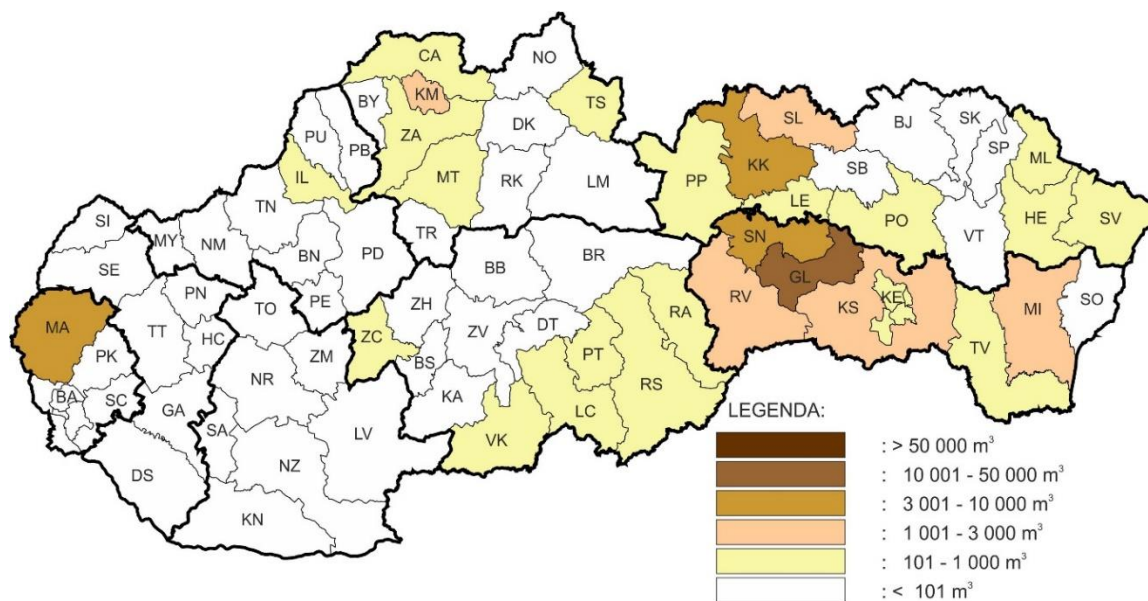 CA
NO
KM
BY
TS
PU
PB
ZA
DK
SL
BJ
SK
SP
ML
IL
MT
RK
LM
PP
KK
SB
LE
PO
HE
SV
VT
TN
SI
MY
NM
TR
SN
SE
BN
PD
BB
BR
GL
RV
KS
KE
MI
SO
PN
TO
PE
ZH
MA
TT
HC
ZC
ZV
DT
RA
TV
PK
ZM
BS
PT
NR
KA
RS
BA
SC
GA
SA
LV
VK
LC
DS
NZ
KN
LEGENDA:
: > 50 000 m³
: 10 001 - 50 000 m³
: 3 001 - 10 000 m³
: 1 001 - 3 000 m³
: 101 - 1 000 m³
: < 101 m³